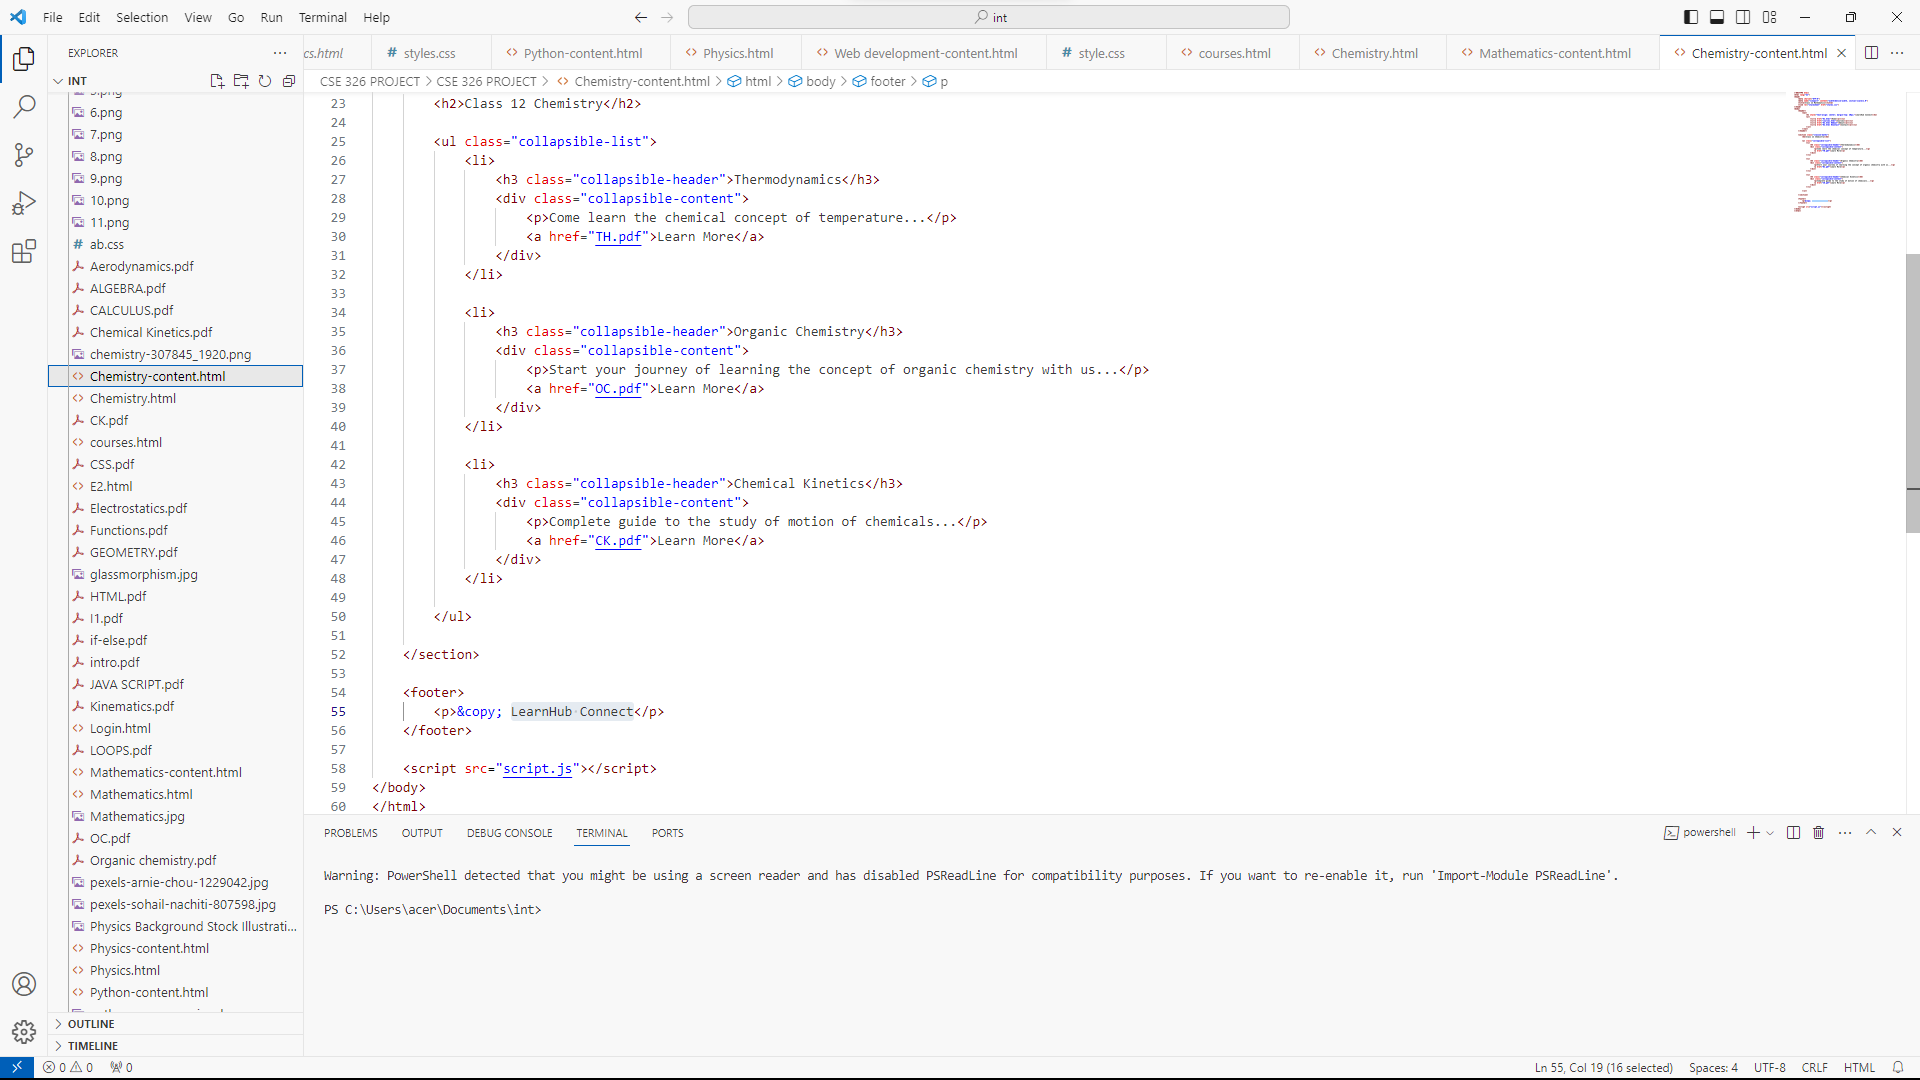 File Edit Selection View Go Run Terminal Help
int
EXPLORER
cs.html
styles.css
Python-content.html
Physics.html
Web development-content.html
style.css
courses.html
Chemistry.html
Mathematics-content.html
Chemistry-content.html
INT
CSE 326 PROJECT > CSE 326 PROJECT > Chemistry-content.html > html > body > footer > p
5.png
6.png
7.png
8.png
9.png
10.png
11.png
ab.css
Aerodynamics.pdf
ALGEBRA.pdf
CALCULUS.pdf
Chemical Kinetics.pdf
chemistry-307845_1920.png
Chemistry-content.html
Chemistry.html
CK.pdf
courses.html
CSS.pdf
E2.html
Electrostatics.pdf
Functions.pdf
GEOMETRY.pdf
glassmorphism.jpg
HTML.pdf
I1.pdf
if-else.pdf
intro.pdf
JAVA SCRIPT.pdf
Kinematics.pdf
Login.html
LOOPS.pdf
Mathematics-content.html
Mathematics.html
Mathematics.jpg
OC.pdf
Organic chemistry.pdf
pexels-arnie-chou-1229042.jpg
pexels-sohail-nachiti-807598.jpg
Physics Background Stock Illustrati...
Physics-content.html
Physics.html
Python-content.html
OUTLINE
TIMELINE
23 <h2>Class 12 Chemistry</h2>
24
25 <ul class="collapsible-list">
26 <li>
27 <h3 class="collapsible-header">Thermodynamics</h3>
28 <div class="collapsible-content">
29 <p>Come learn the chemical concept of temperature...</p>
30 <a href="TH.pdf">Learn More</a>
31 </div>
32 </li>
33
34 <li>
35 <h3 class="collapsible-header">Organic Chemistry</h3>
36 <div class="collapsible-content">
37 <p>Start your journey of learning the concept of organic chemistry with us...</p>
38 <a href="OC.pdf">Learn More</a>
39 </div>
40 </li>
41
42 <li>
43 <h3 class="collapsible-header">Chemical Kinetics</h3>
44 <div class="collapsible-content">
45 <p>Complete guide to the study of motion of chemicals...</p>
46 <a href="CK.pdf">Learn More</a>
47 </div>
48 </li>
49
50 </ul>
51
52 </section>
53
54 <footer>
55 <p>&copy; LearnHub Connect</p>
56 </footer>
57
58 <script src="script.js"></script>
59 </body>
60 </html>
PROBLEMS OUTPUT DEBUG CONSOLE TERMINAL PORTS
powershell
Warning: PowerShell detected that you might be using a screen reader and has disabled PSReadLine for compatibility purposes. If you want to re-enable it, run 'Import-Module PSReadLine'.
PS C:\Users\acer\Documents\int>
0 0 0
Ln 55, Col 19 (16 selected) Spaces: 4 UTF-8 CRLF HTML